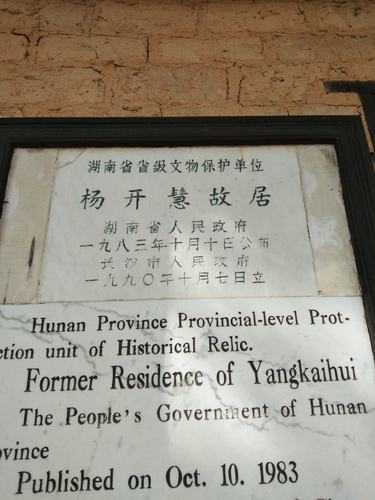 湖南省省级文物保护单位
杨开慧故居
湖南省人民政府
一九八三年十月十日公布
长沙市人民政府
一九九〇年十月七日立
Hunan Province Provincial-level Prot-
ction unit of Historical Relic.
Former Residence of Yangkaihui
The People's Government of Hunan
ovince
Published on Oct. 10. 1983